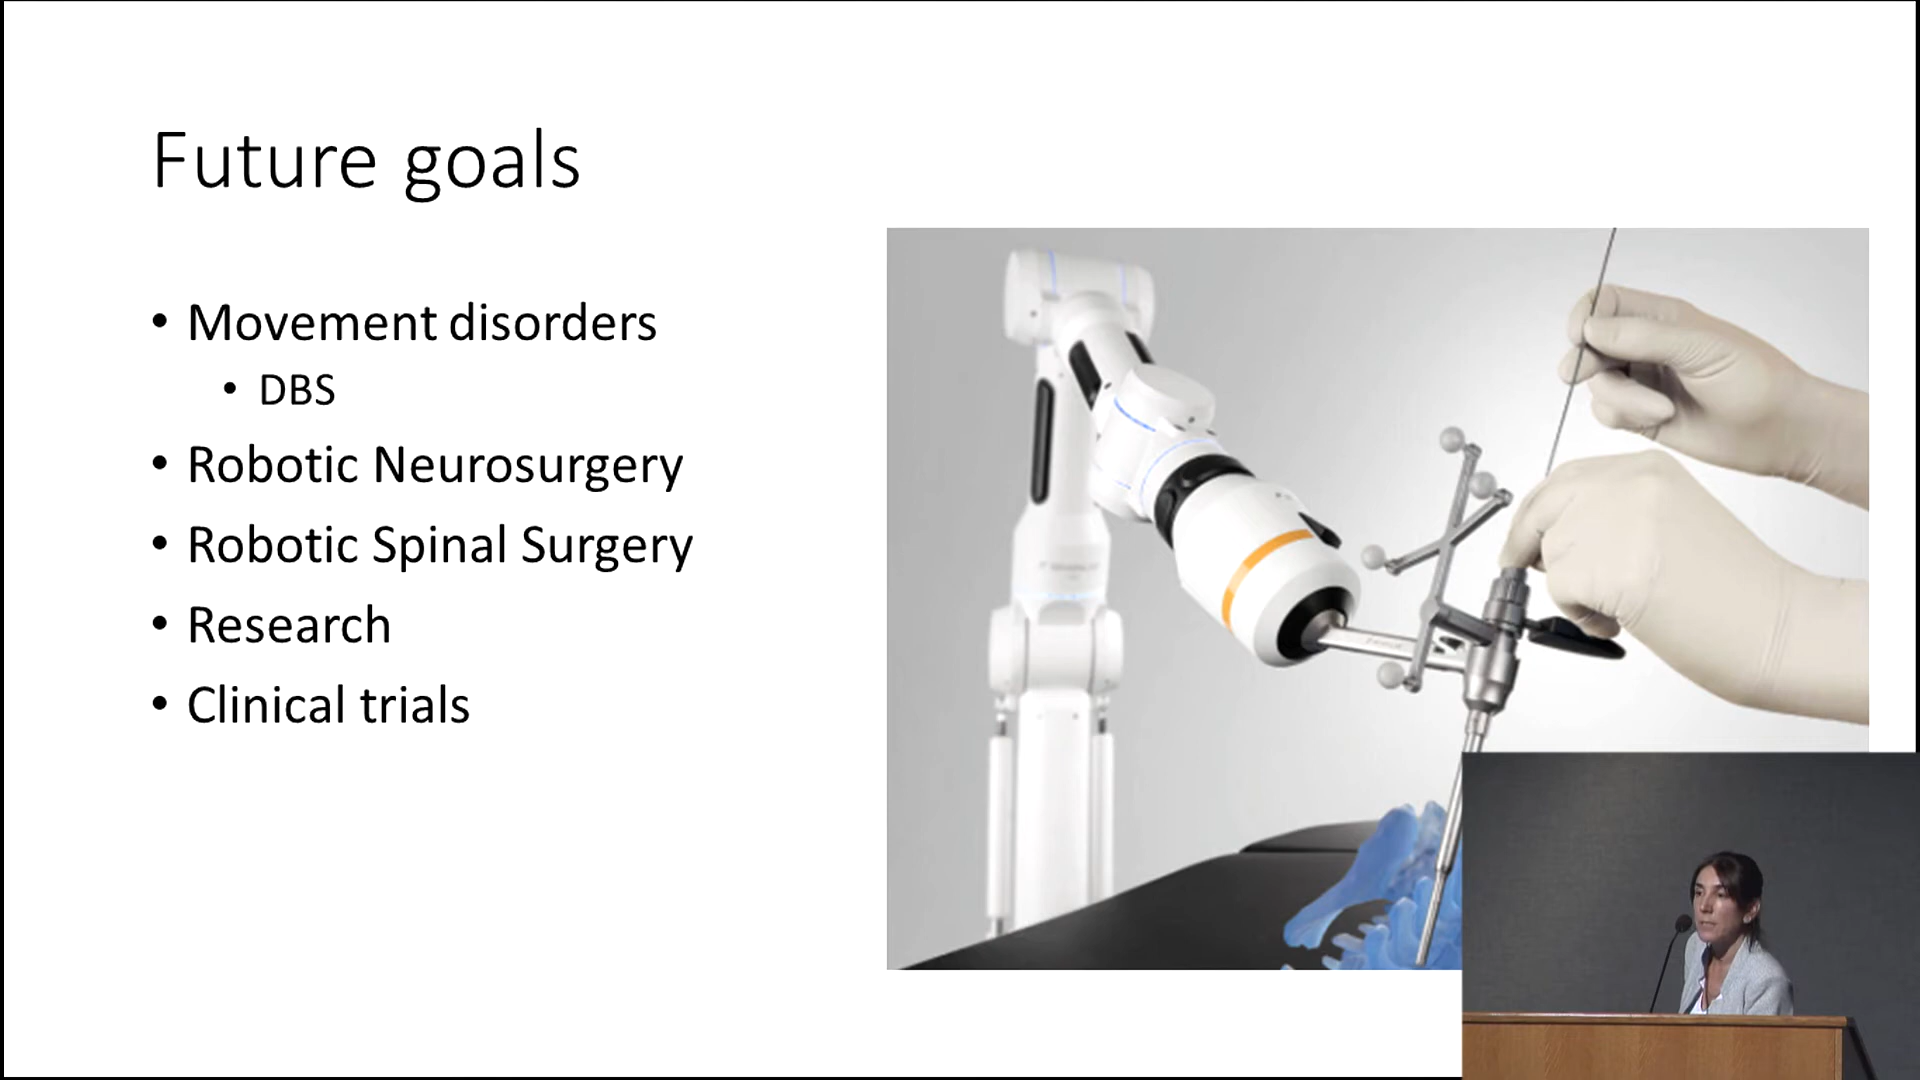 Future goals
• Movement disorders
• DBS
• Robotic Neurosurgery
• Robotic Spinal Surgery
• Research
• Clinical trials